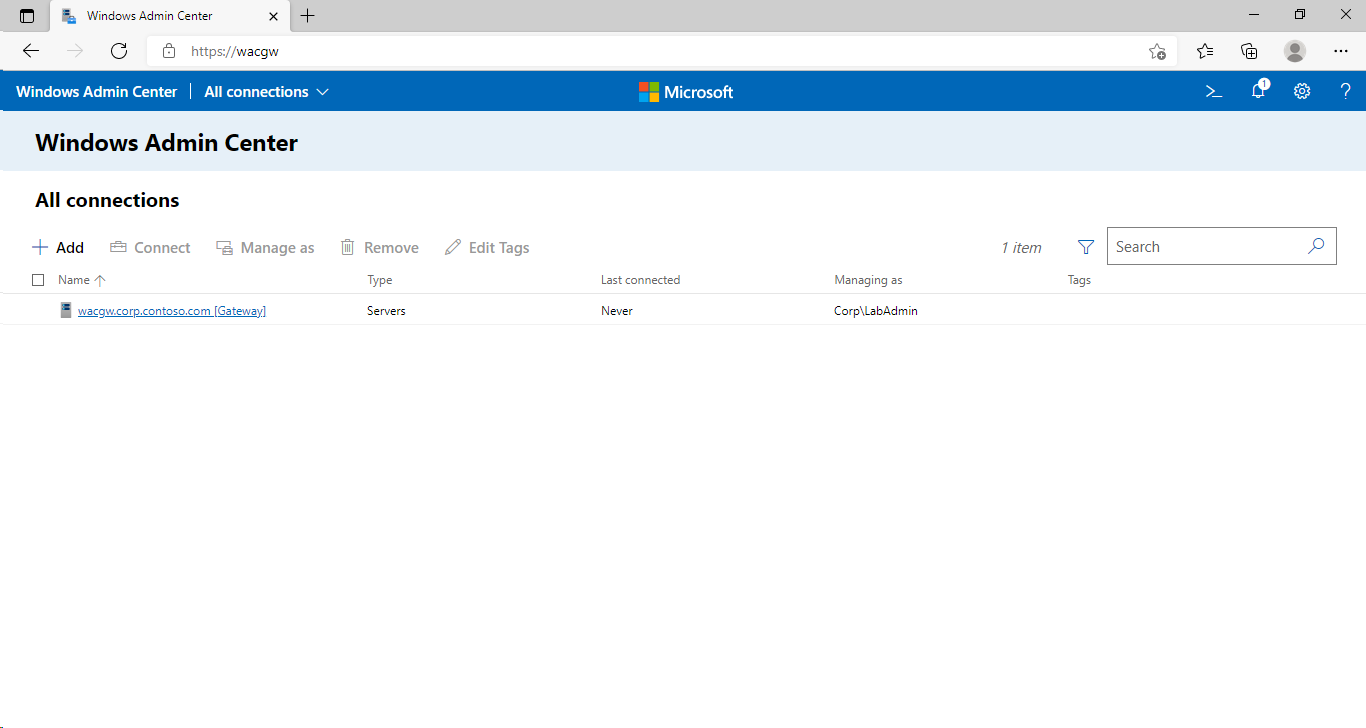 Windows Admin Center
https://wacgw
Windows Admin Center | All connections Microsoft 1 ?
Windows Admin Center
All connections
Add Connect Manage as Remove Edit Tags 1 item Search
Name Type Last connected Managing as Tags
wacgw.corp.contoso.com [Gateway] Servers Never Corp\LabAdmin